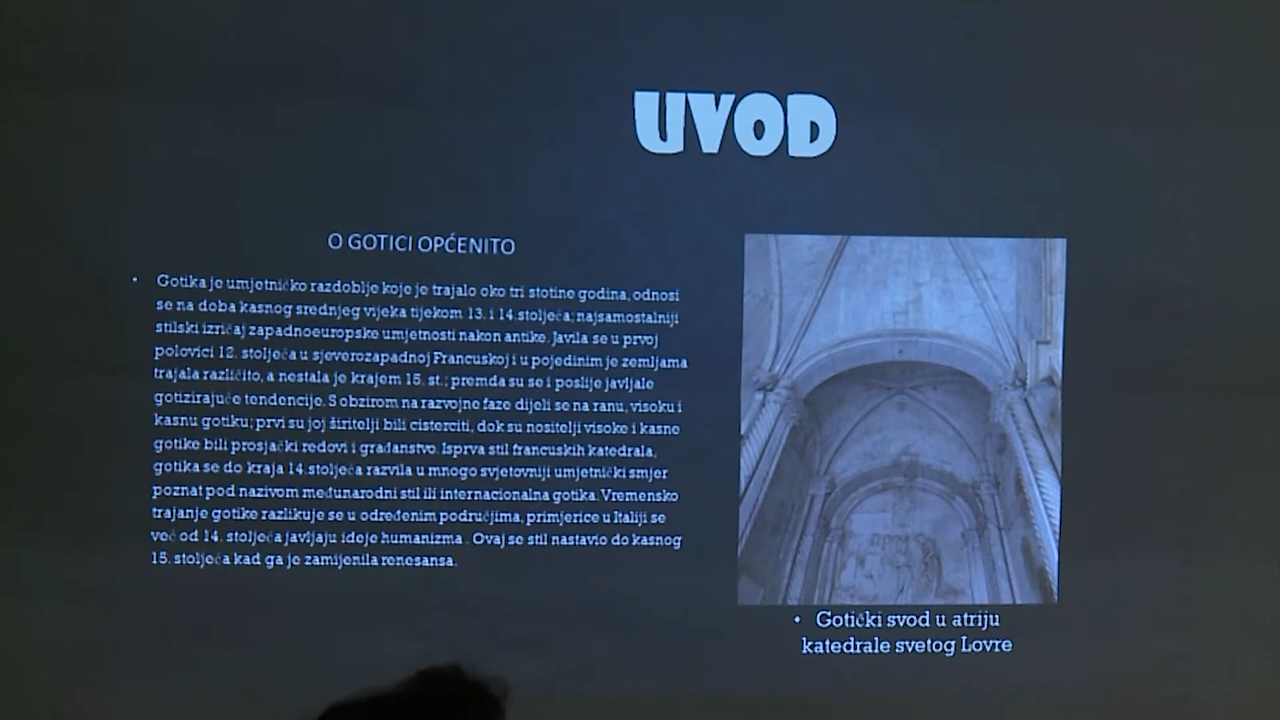 UVOD
O GOTICI OPĆENITO
• Gotika je umjetničko razdoblje koje je trajalo oko tri stotine godina, odnosi
se na doba kasnog srednjeg vijeka tijekom 13. i 14.stoljeća; najsamostalniji
stilski izričaj zapadnoeuropske umjetnosti nakon antike. Javila se u prvoj
polovici 12. stoljeća u sjeverozapadnoj Francuskoj i u pojedinim je zemljama
trajala različito, a nestala je krajem 15. st.; premda su se i poslije javljale
gotizirajuće tendencije. S obzirom na razvojne faze dijeli se na ranu, visoku i
kasnu gotiku; prvi su joj širitelji bili cisterciti, dok su nositelji visoke i kasne
gotike bili prosjački redovi i građanstvo. Isprva stil francuskih katedrala,
gotika se do kraja 14.stoljeća razvila u mnogo svjetovniji umjetnički smjer
poznat pod nazivom međunarodni stil ili internacionalna gotika. Vremensko
trajanje gotike razlikuje se u određenim područjima, primjerice u Italiji se
već od 14. stoljeća javljaju ideje humanizma . Ovaj se stil nastavio do kasnog
15. stoljeća kad ga je zamijenila renesansa.
• Gotički svod u atriju
katedrale svetog Lovre